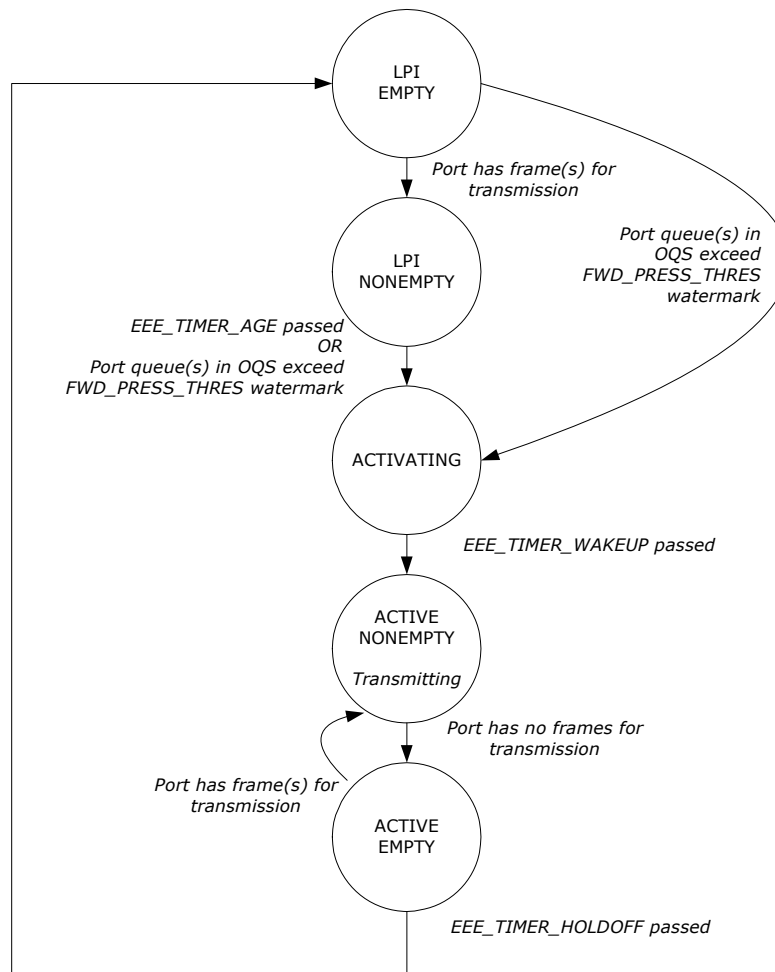 LPI
EMPTY
Port has frame(s) for
transmission
Port queue(s) in
OQS exceed
FWD_PRESS_THRES
watermark
LPI
NONEMPTY
EEE_TIMER_AGE passed
OR
Port queue(s) in OQS exceed
FWD_PRESS_THRES watermark
ACTIVATING
EEE_TIMER_WAKEUP passed
ACTIVE
NONEMPTY
Transmitting
Port has no frames for
transmission
Port has frame(s) for
transmission
ACTIVE
EMPTY
EEE_TIMER_HOLDOFF passed